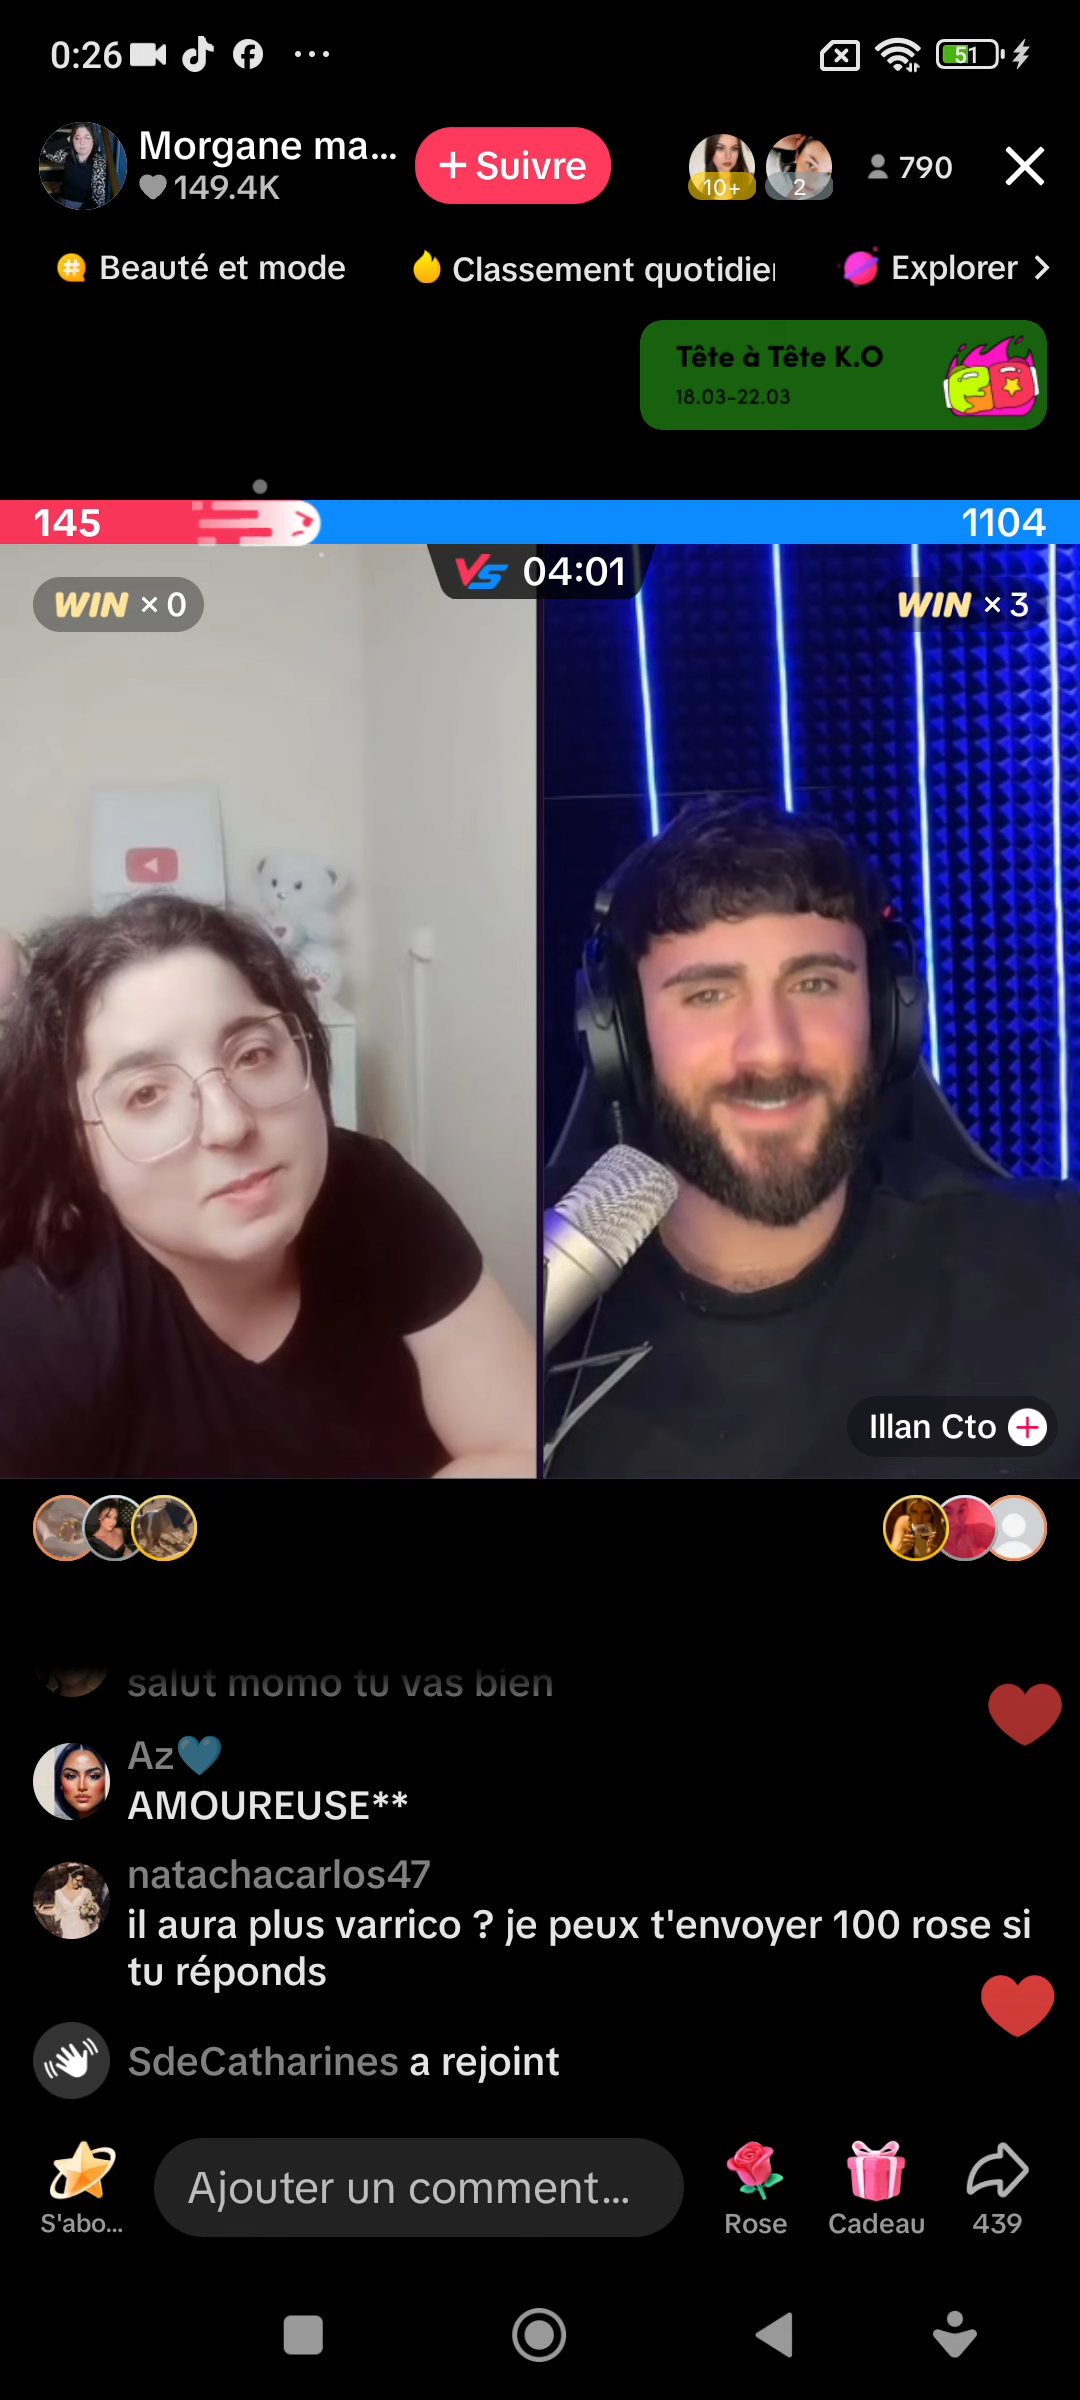 0:26
51
Morgane ma...
149.4K
+ Suivre
10+
2
790
Beauté et mode
Classement quotidie
Explorer
Tête à Tête K.O
18.03-22.03
145
1104
VS 04:01
WIN × 0
WIN × 3
Illan Cto
salut momo tu vas bien
Az🩵
AMOUREUSE**
natachacarlos47
il aura plus varrico ? je peux t'envoyer 100 rose si
tu réponds
SdeCatharines a rejoint
S'abo...
Ajouter un comment...
Rose
Cadeau
439